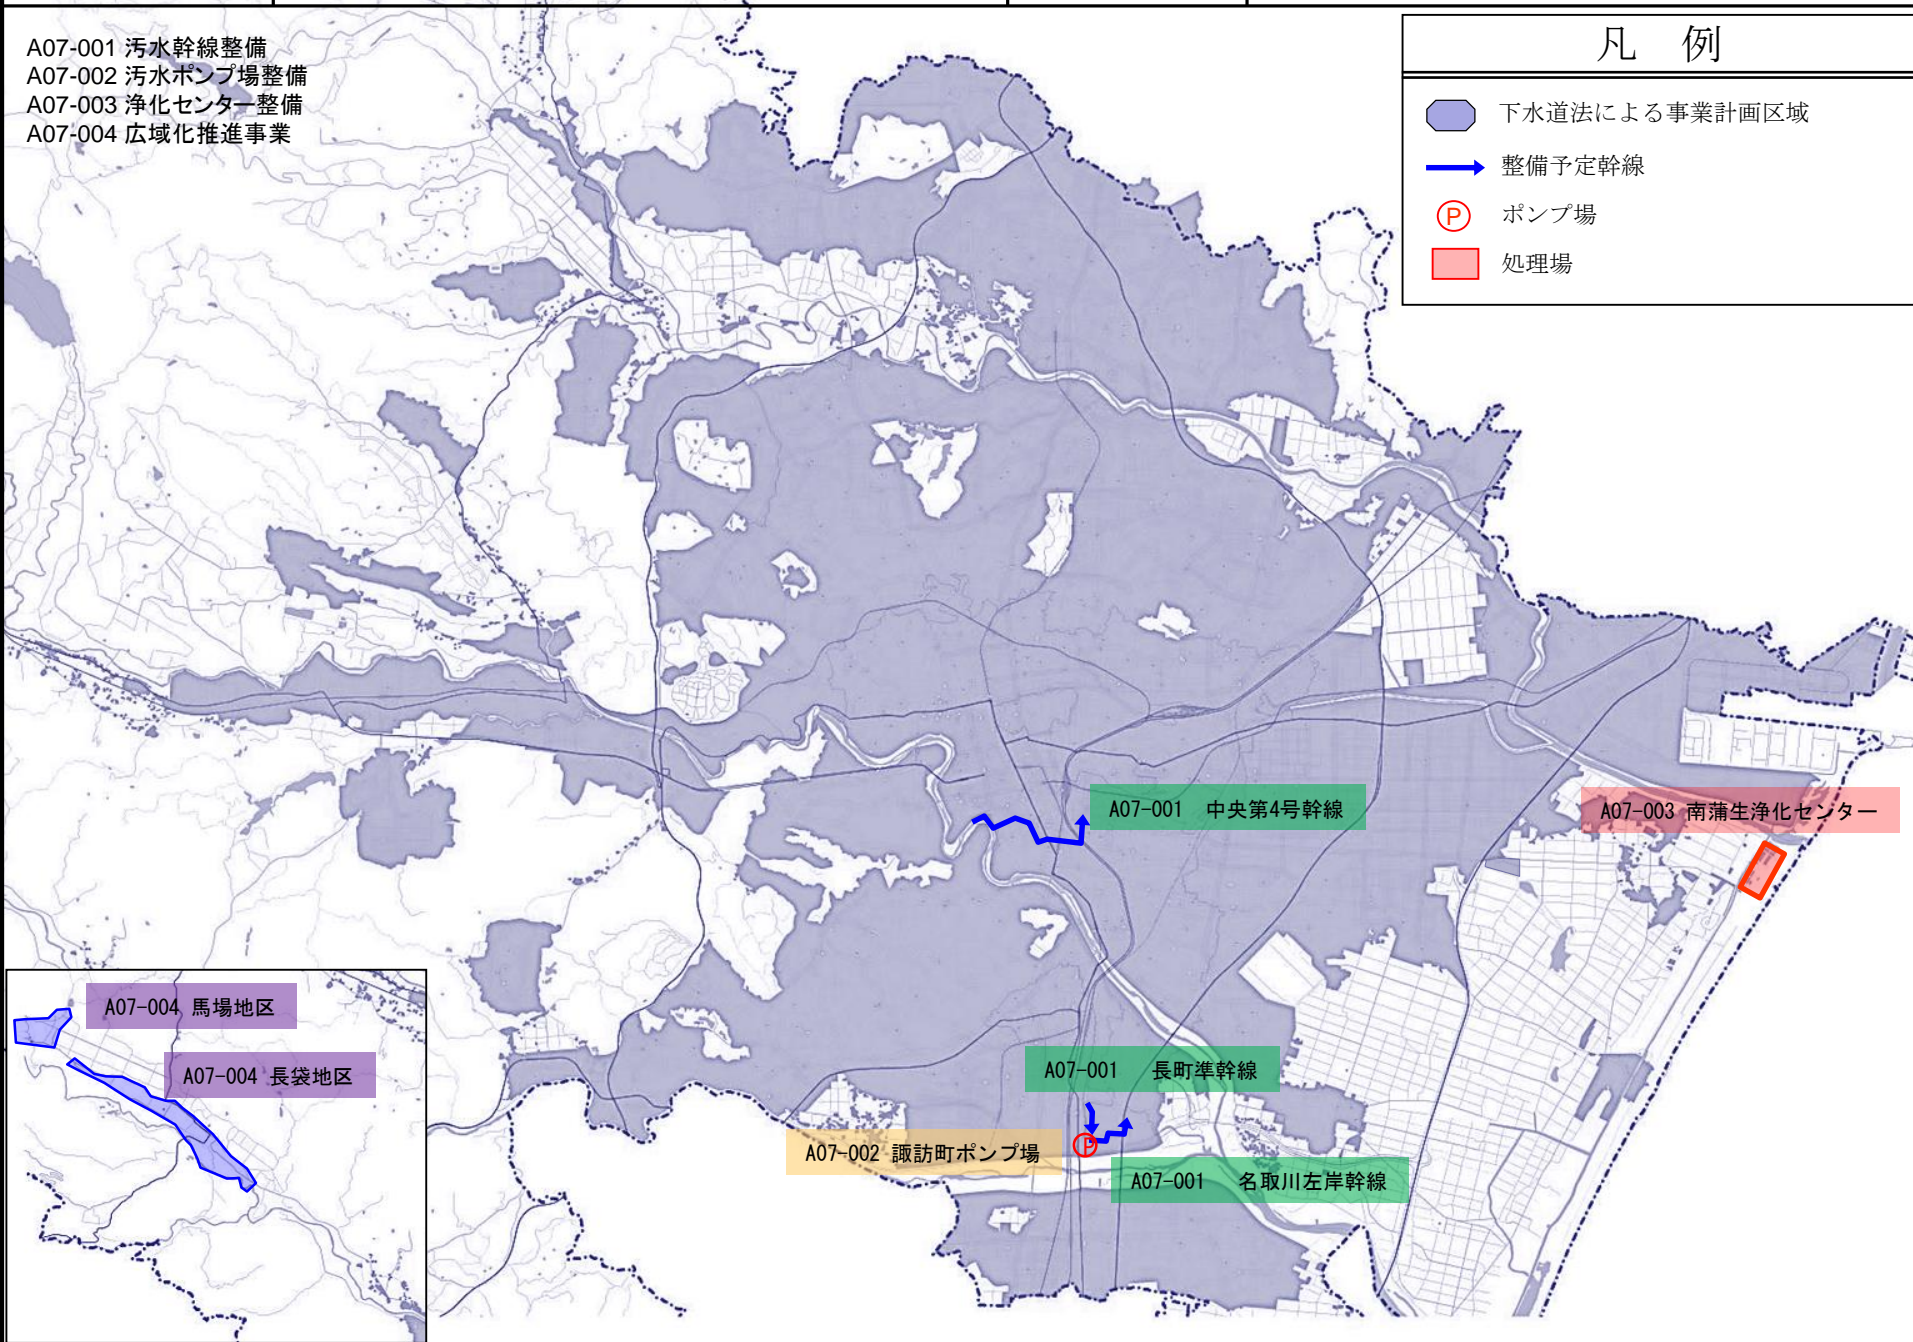 A07-001 汚水幹線整備
A07-002 汚水ポンプ場整備
A07-003 浄化センター整備
A07-004 広域化推進事業
凡　例
下水道法による事業計画区域
整備予定幹線
P ポンプ場
処理場
A07-001　中央第4号幹線
A07-003 南蒲生浄化センター
A07-004 馬場地区
A07-004 長袋地区
A07-001　長町準幹線
A07-002 諏訪町ポンプ場
P
A07-001　名取川左岸幹線